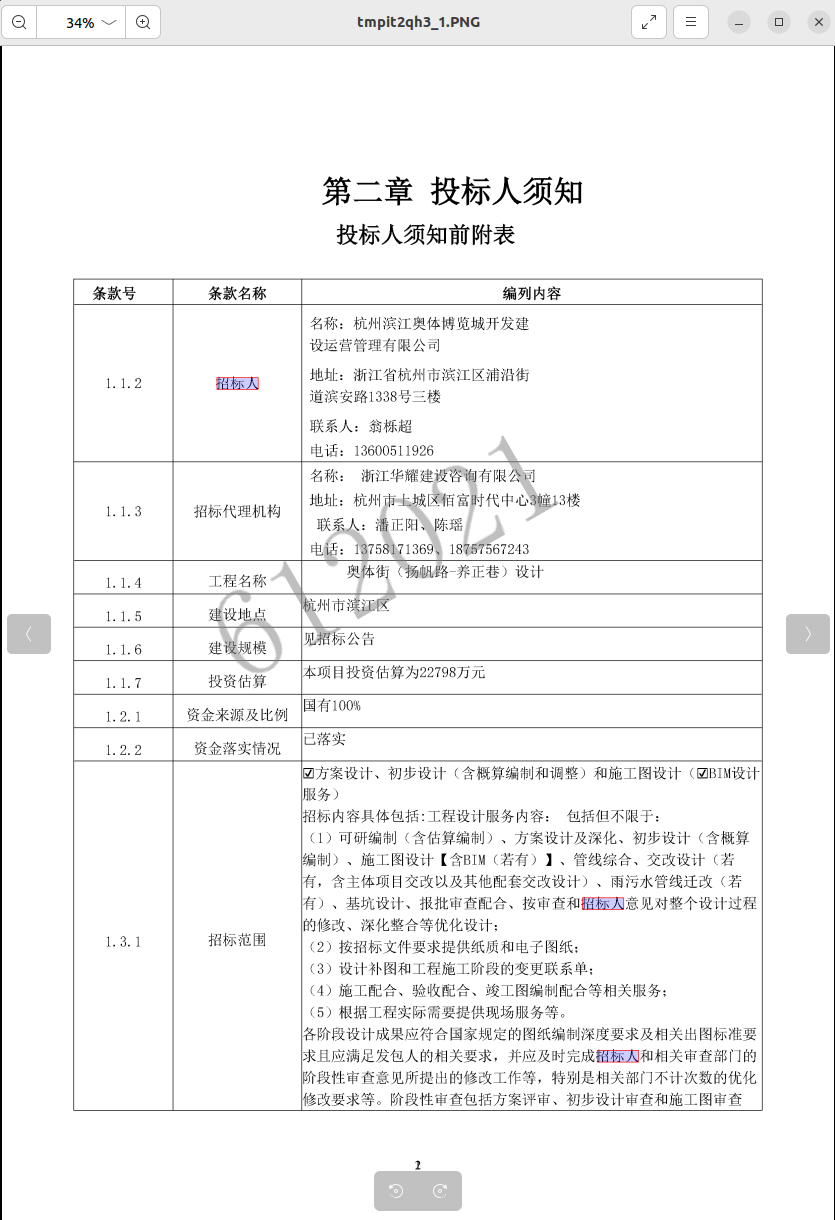 34%
tmpit2qh3_1.PNG
第二章 投标人须知
投标人须知前附表
条款号 条款名称 编列内容
1.1.2 招标人
名称：杭州滨江奥体博览城开发建
设运营管理有限公司
地址：浙江省杭州市滨江区浦沿街
道滨安路1338号三楼
联系人：翁栎超
电话：13600511926
1.1.3 招标代理机构
名称： 浙江华耀建设咨询有限公司
地址：杭州市上城区佰富时代中心3幢13楼
联系人：潘正阳、陈瑶
电话：13758171369、18757567243
1.1.4 工程名称 奥体街（扬帆路-养正巷）设计
1.1.5 建设地点 杭州市滨江区
1.1.6 建设规模 见招标公告
1.1.7 投资估算 本项目投资估算为22798万元
1.2.1 资金来源及比例 国有100%
1.2.2 资金落实情况 已落实
1.3.1 招标范围
☑方案设计、初步设计（含概算编制和调整）和施工图设计（☑BIM设计
服务）
招标内容具体包括:工程设计服务内容： 包括但不限于：
（1）可研编制（含估算编制）、方案设计及深化、初步设计（含概算
编制）、施工图设计【含BIM（若有）】、管线综合、交改设计（若
有，含主体项目交改以及其他配套交改设计）、雨污水管线迁改（若
有）、基坑设计、报批审查配合、按审查和招标人意见对整个设计过程
的修改、深化整合等优化设计；
（2）按招标文件要求提供纸质和电子图纸；
（3）设计补图和工程施工阶段的变更联系单；
（4）施工配合、验收配合、竣工图编制配合等相关服务；
（5）根据工程实际需要提供现场服务等。
各阶段设计成果应符合国家规定的图纸编制深度要求及相关出图标准要
求且应满足发包人的相关要求，并应及时完成招标人和相关审查部门的
阶段性审查意见所提出的修改工作等，特别是相关部门不计次数的优化
修改要求等。阶段性审查包括方案评审、初步设计审查和施工图审查
612021
2